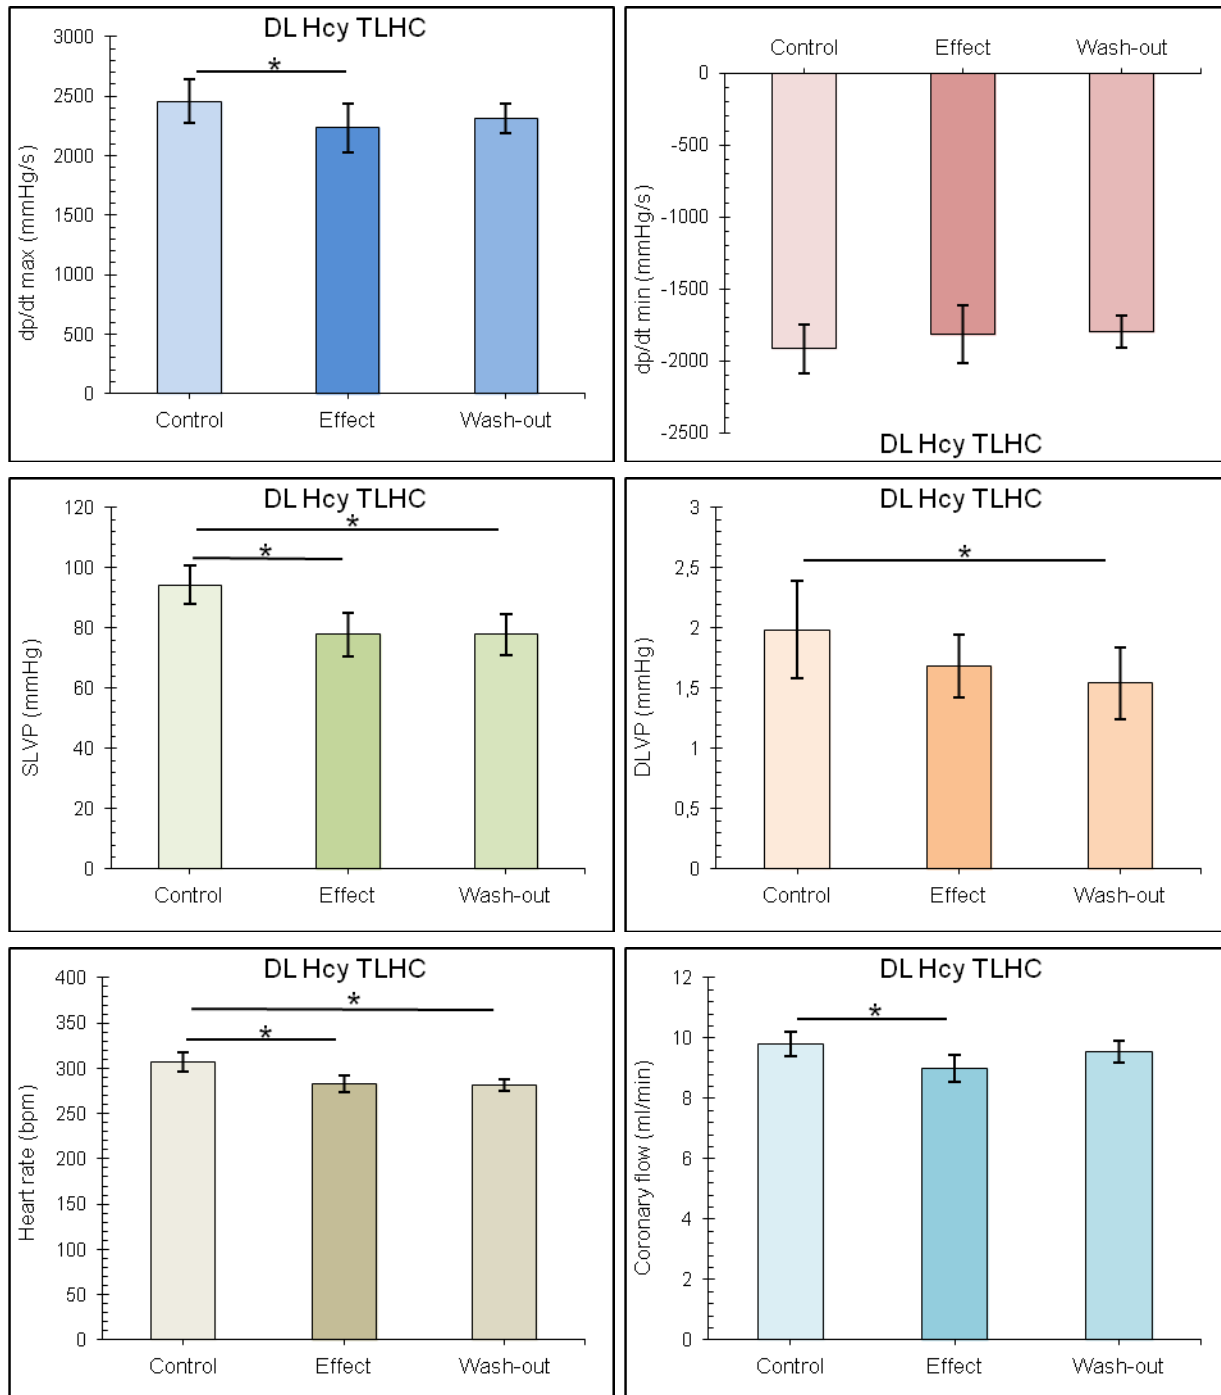 DL Hcy TLHC
dp/dt max (mmHg/s)
3000
2500
2000
1500
1000
500
0
*
Control Effect Wash-out
Control Effect Wash-out
dp/dt min (mmHg/s)
0
-500
-1000
-1500
-2000
-2500
DL Hcy TLHC
DL Hcy TLHC
SLVP (mmHg)
120
100
80
60
40
20
0
*
*
Control Effect Wash-out
DL Hcy TLHC
DLVP (mmHg)
3
2,5
2
1,5
1
0,5
0
*
Control Effect Wash-out
DL Hcy TLHC
Heart rate (bpm)
400
350
300
250
200
150
100
50
0
*
*
Control Effect Wash-out
DL Hcy TLHC
Coronary flow (ml/min)
12
10
8
6
4
2
0
*
Control Effect Wash-out